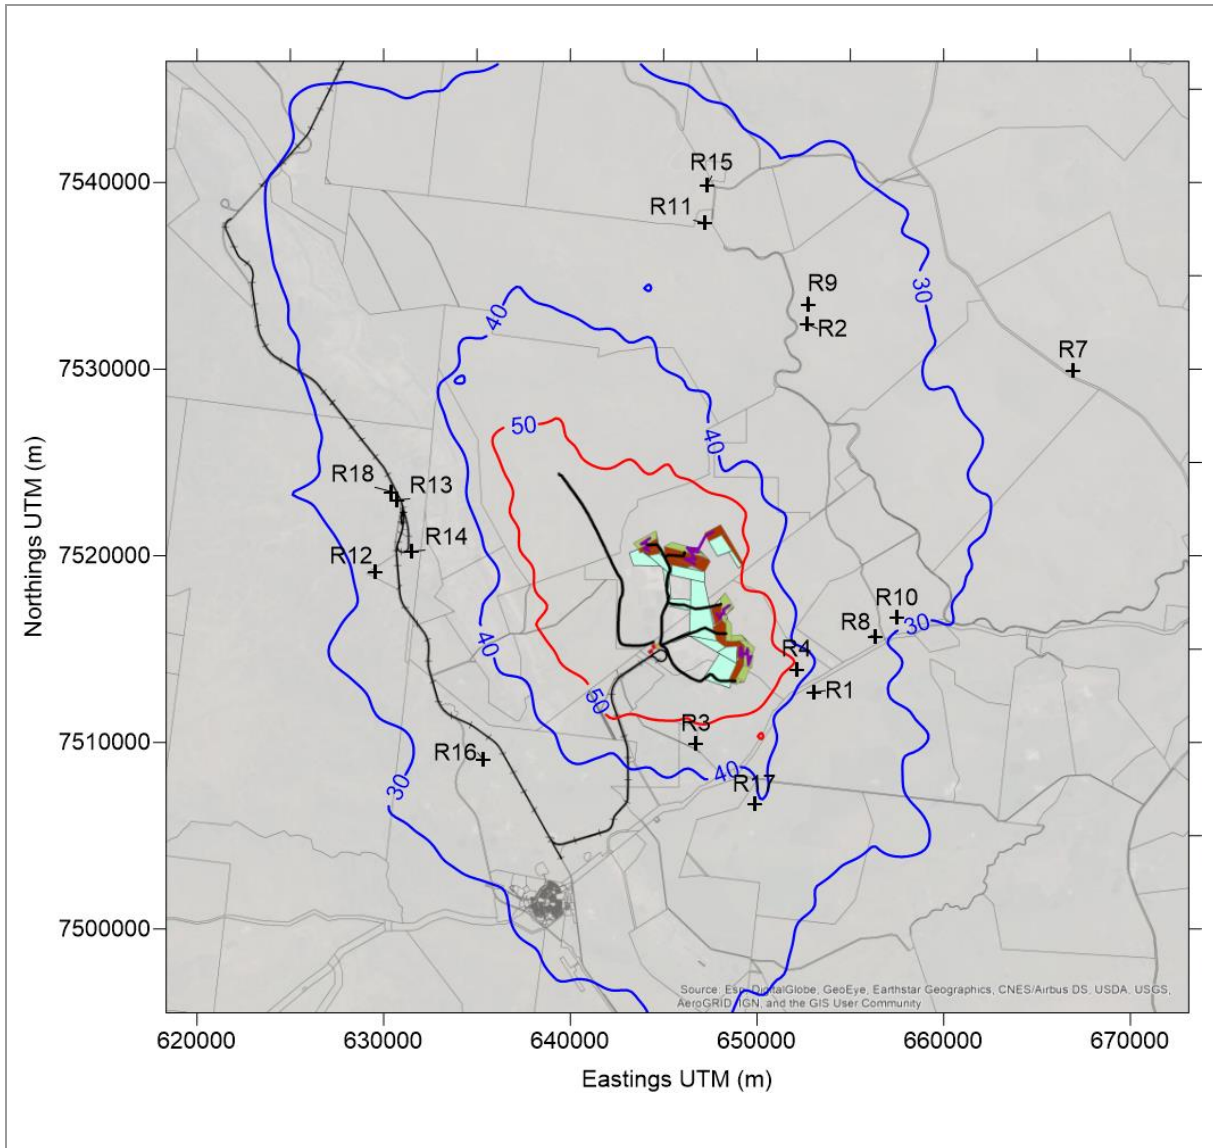 R15
7540000
R11
30
R9
40
R2
R7
7530000
50
40
R18
R13
R14
7520000
R12
R10
R8
30
R4
40
R1
50
R3
7510000
R16
40
R17
30
7500000
Source: Esri, DigitalGlobe, GeoEye, Earthstar Geographics, CNES/Airbus DS, USDA, USGS,
AeroGRID, IGN, and the GIS User Community
620000 630000 640000 650000 660000 670000
Eastings UTM (m)
Northings UTM (m)